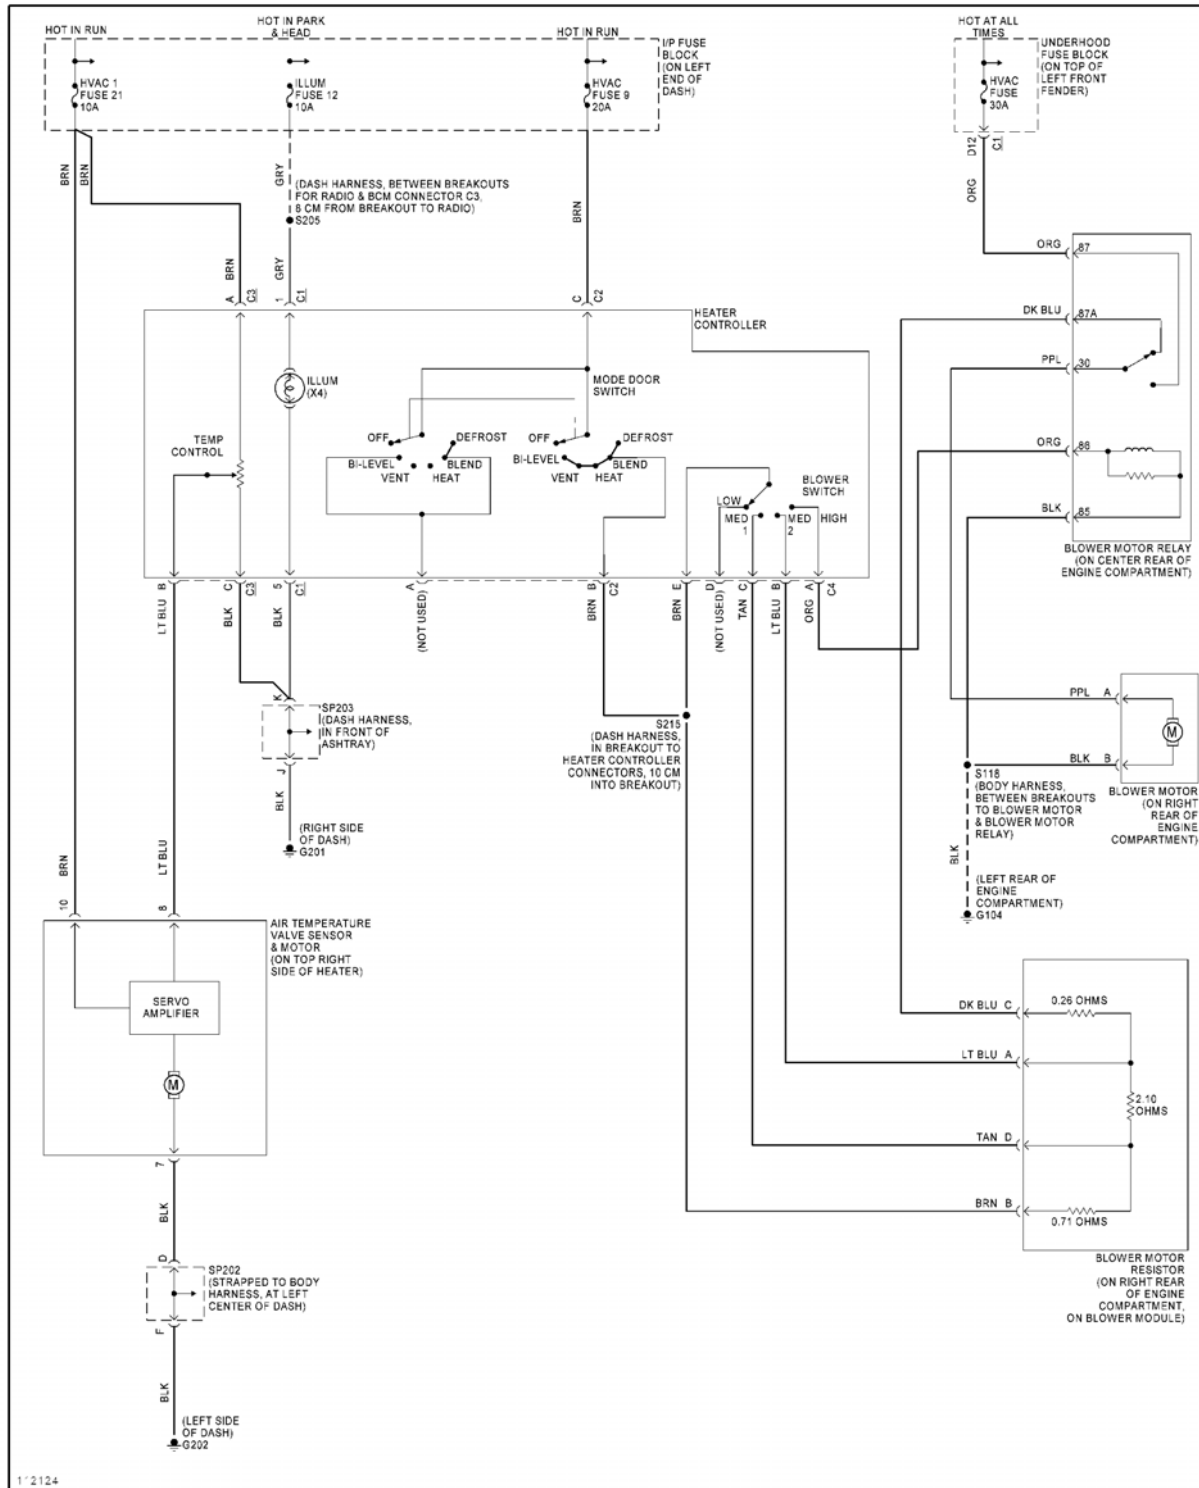 HOT IN RUN
HOT IN PARK
& HEAD
HOT IN RUN
HOT AT ALL
TIMES
HVAC 1
FUSE 21
10A
ILLUM
FUSE 12
10A
HVAC
FUSE 9
20A
I/P FUSE
BLOCK
(ON LEFT
END OF
DASH)
HVAC
FUSE
30A
UNDERHOOD
FUSE BLOCK
(ON TOP OF
LEFT FRONT
FENDER)
D12
C1
BRN
BRN
GRY
(DASH HARNESS, BETWEEN BREAKOUTS
FOR RADIO & BCM CONNECTOR C3,
8 CM FROM BREAKOUT TO RADIO)
S205
BRN
ORG
BRN
GRY
A
C3
1
C1
C
C2
ORG
87
DK BLU
87A
PPL
30
ORG
86
BLK
85
BLOWER MOTOR RELAY
(ON CENTER REAR OF
ENGINE COMPARTMENT)
HEATER
CONTROLLER
ILLUM
(X4)
TEMP
CONTROL
MODE DOOR
SWITCH
OFF
DEFROST
BI-LEVEL
BLEND
VENT
HEAT
OFF
DEFROST
BI-LEVEL
BLEND
VENT
HEAT
BLOWER
SWITCH
LOW
MED
1
MED
2
HIGH
B
C
C3
5
C1
A
B
C2
E
D
C
B
A
C4
LT BLU
BLK
BLK
(NOT USED)
BRN
BRN
(NOT USED)
TAN
LT BLU
ORG
K
SP203
(DASH HARNESS,
IN FRONT OF
ASHTRAY)
J
BLK
(RIGHT SIDE
OF DASH)
G201
S215
(DASH HARNESS,
IN BREAKOUT TO
HEATER CONTROLLER
CONNECTORS, 10 CM
INTO BREAKOUT)
PPL A
M
BLK B
BLOWER MOTOR
(ON RIGHT
REAR OF
ENGINE
COMPARTMENT)
S118
(BODY HARNESS,
BETWEEN BREAKOUTS
TO BLOWER MOTOR
& BLOWER MOTOR
RELAY)
BLK
(LEFT REAR OF
ENGINE
COMPARTMENT)
G104
BRN
LT BLU
10
8
AIR TEMPERATURE
VALVE SENSOR
& MOTOR
(ON TOP RIGHT
SIDE OF HEATER)
SERVO
AMPLIFIER
M
7
BLK
D
SP202
(STRAPPED TO BODY
HARNESS, AT LEFT
CENTER OF DASH)
F
BLK
(LEFT SIDE
OF DASH)
G202
DK BLU C
0.26 OHMS
LT BLU A
2.10
OHMS
TAN D
BRN B
0.71 OHMS
BLOWER MOTOR
RESISTOR
(ON RIGHT REAR
OF ENGINE
COMPARTMENT,
ON BLOWER MODULE)